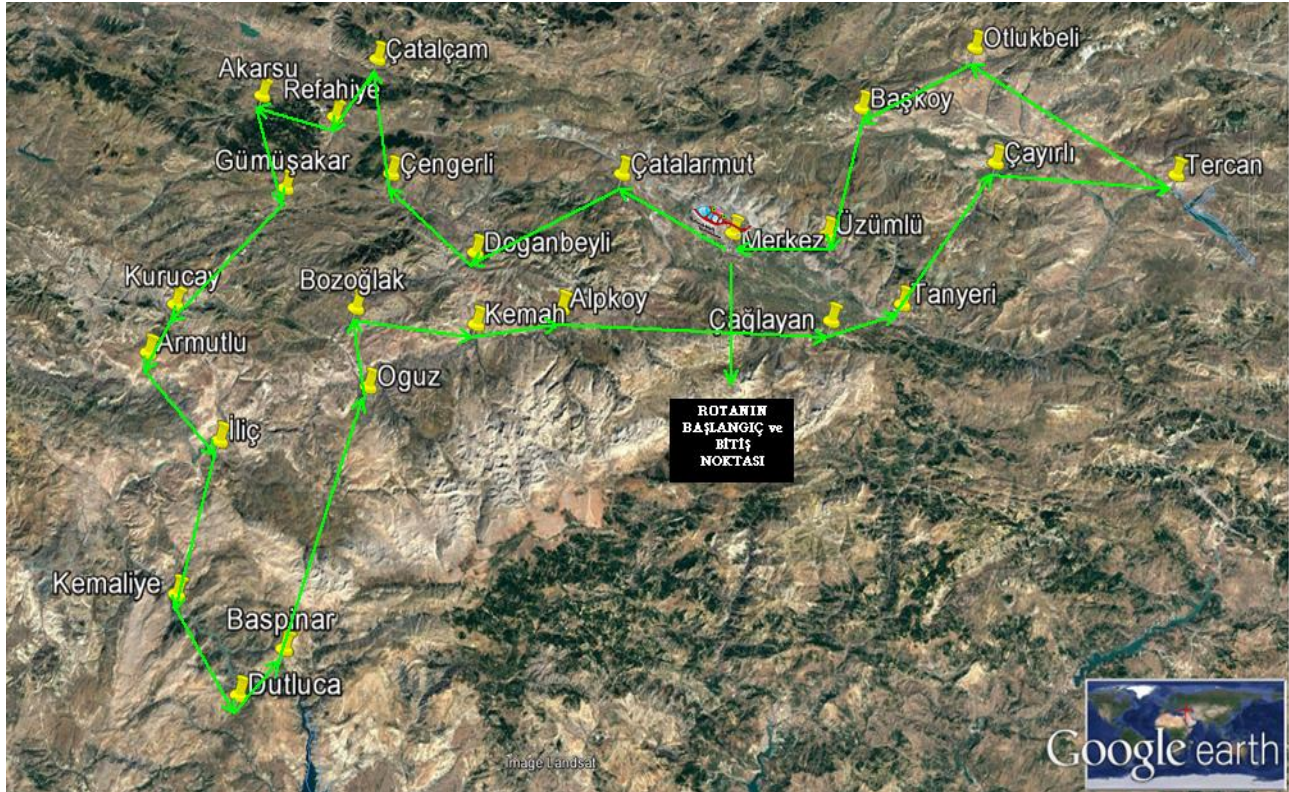 Otlukbeli
Çatalçam
Akarsu
Refahiye
Başkoy
Gümüşakar
Çengerli
Çatalarmut
Çayırlı
Tercan
Doganbeyli
Merkez
Üzümlü
Kurucay
Bozoğlak
Kemah
Alpkoy
Çağlayan
Tanyeri
Armutlu
Oguz
ROTANIN
BAŞLANGIÇ ve
BİTİŞ
NOKTASI
İliç
Kemaliye
Baspinar
Dutluca
Image Landsat
Google earth